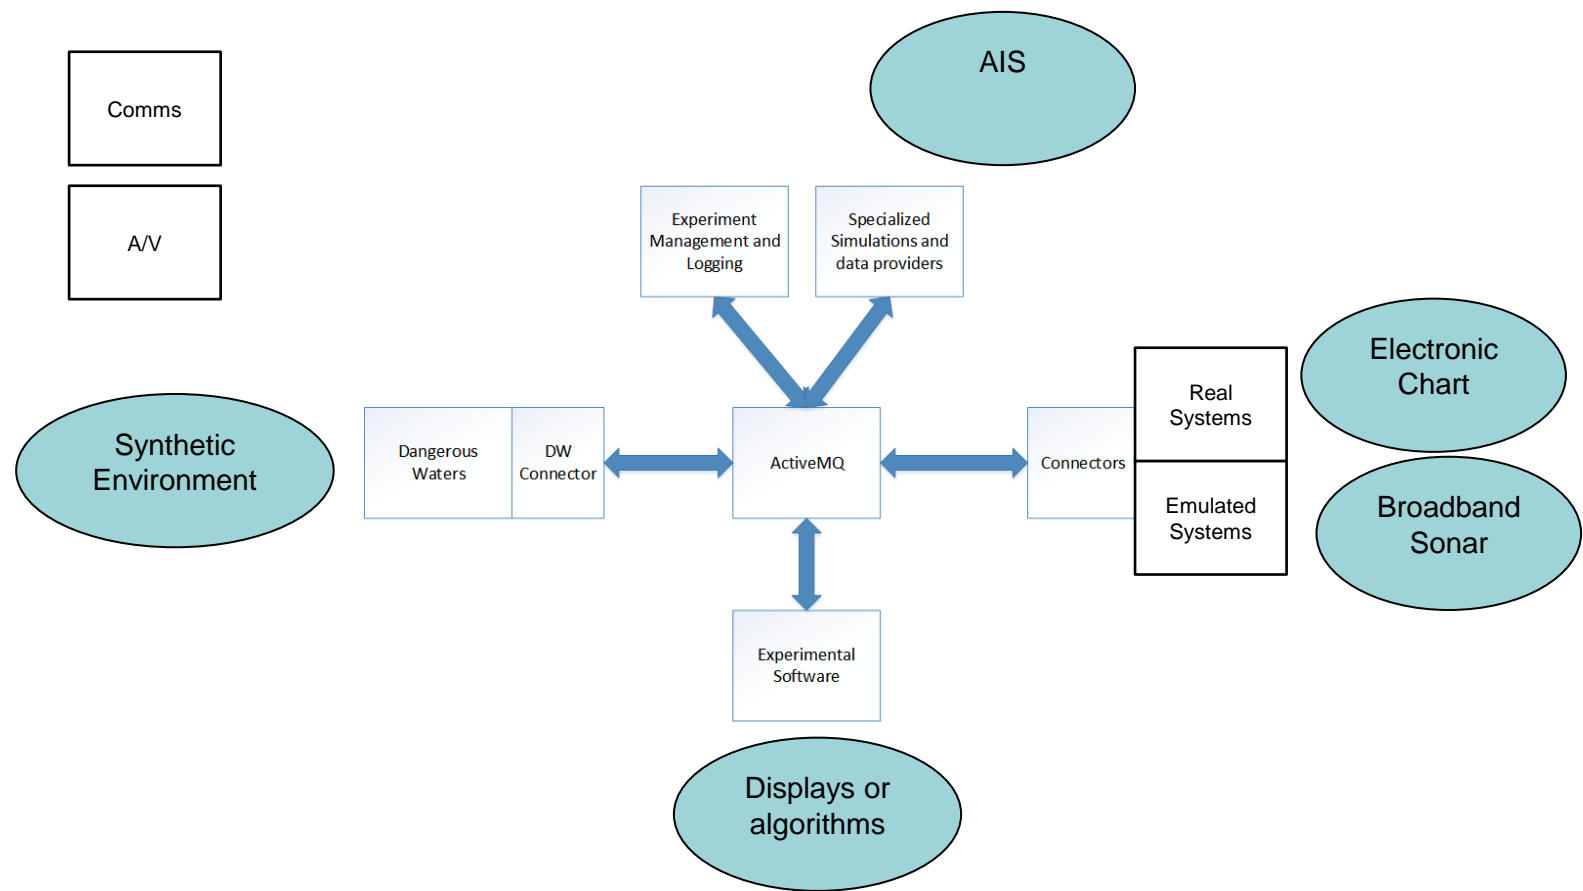 AIS
Comms
A/V
Experiment
Management and
Logging
Specialized
Simulations and
data providers
Electronic
Chart
Real
Systems
Synthetic
Environment
Dangerous
Waters
DW
Connector
ActiveMQ
Connectors
Emulated
Systems
Broadband
Sonar
Experimental
Software
Displays or
algorithms